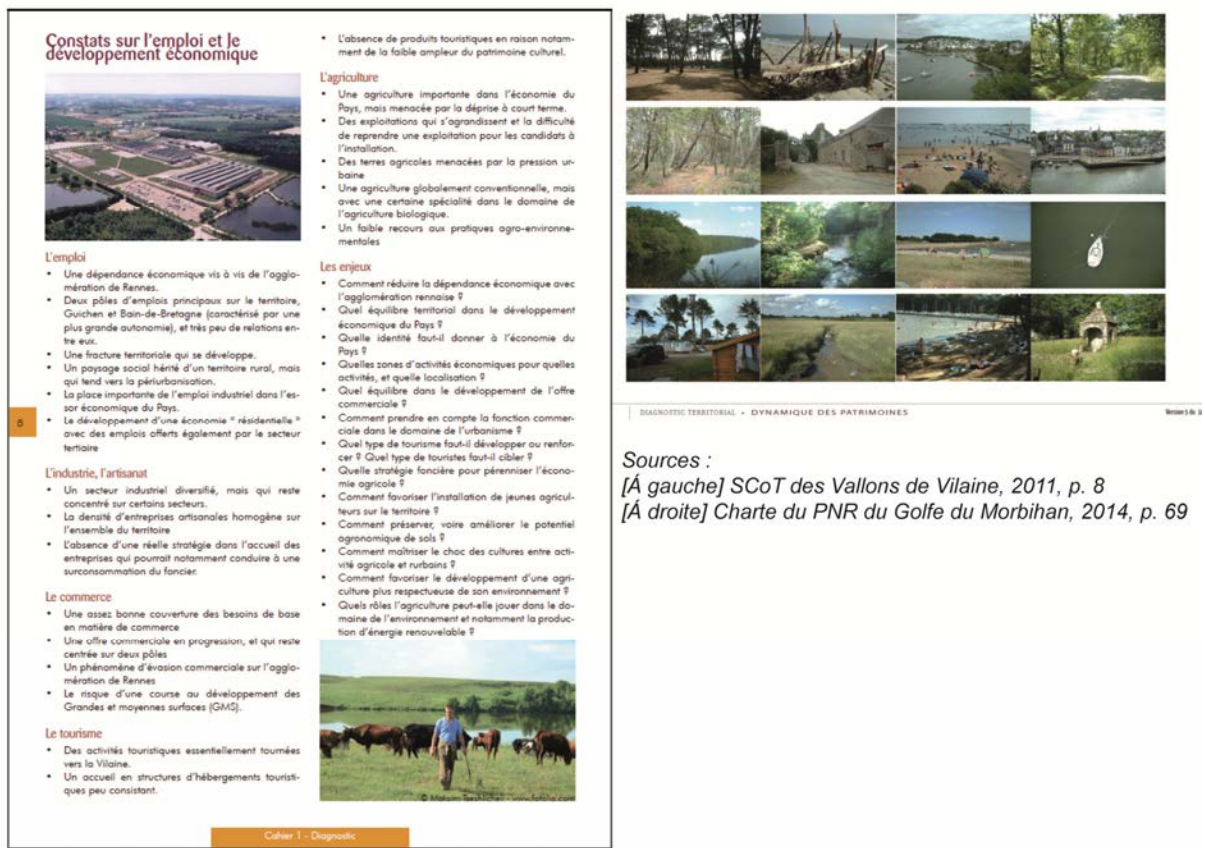 Constats sur l'emploi et le
développement économique
L'emploi
• Une dépendance économique vis à vis de l'agglo-
mération de Rennes.
• Deux pôles d'emplois principaux sur le territoire,
Guichen et Bain-de-Bretagne (caractérisé par une
plus grande autonomie), et très peu de relations en-
tre eux.
• Une fracture territoriale qui se développe.
• Un paysage social hérité d'un territoire rural, mais
qui tend vers la périurbanisation.
• La place importante de l'emploi industriel dans l'es-
sor économique du Pays.
• Le développement d'une économie " résidentielle "
avec des emplois offerts également par le secteur
tertiaire
8
L'industrie, l'artisanat
• Un secteur industriel diversifié, mais qui reste
concentré sur certains secteurs.
• La densité d'entreprises artisanales homogène sur
l'ensemble du territoire
• L'absence d'une réelle stratégie dans l'accueil des
entreprises qui pourrait notamment conduire à une
surconsommation du foncier.
Le commerce
• Une assez bonne couverture des besoins de base
en matière de commerce
• Une offre commerciale en progression, et qui reste
centrée sur deux pôles
• Un phénomène d'évasion commerciale sur l'agglo-
mération de Rennes
• Le risque d'une course au développement des
Grandes et moyennes surfaces (GMS).
Le tourisme
• Des activités touristiques essentiellement tournées
vers la Vilaine.
• Un accueil en structures d'hébergements touristi-
ques peu consistant.
• L'absence de produits touristiques en raison notam-
ment de la faible ampleur du patrimoine culturel.
L'agriculture
• Une agriculture importante dans l'économie du
Pays, mais menacée par la déprise à court terme.
• Des exploitations qui s'agrandissent et la difficulté
de reprendre une exploitation pour les candidats à
l'installation.
• Des terres agricoles menacées par la pression ur-
baine
• Une agriculture globalement conventionnelle, mais
avec une certaine spécialité dans le domaine de
l'agriculture biologique.
• Un faible recours aux pratiques agro-environne-
mentales
Les enjeux
• Comment réduire la dépendance économique avec
l'agglomération rennaise ?
• Quel équilibre territorial dans le développement
économique du Pays ?
• Quelle identité faut-il donner à l'économie du
Pays ?
• Quelles zones d'activités économiques pour quelles
activités, et quelle localisation ?
• Quel équilibre dans le développement de l'offre
commerciale ?
• Comment prendre en compte la fonction commer-
ciale dans le domaine de l'urbanisme ?
• Quel type de tourisme faut-il développer ou renfor-
cer ? Quel type de touristes faut-il cibler ?
• Quelle stratégie foncière pour pérenniser l'écono-
mie agricole ?
• Comment favoriser l'installation de jeunes agricul-
teurs sur le territoire ?
• Comment préserver, voire améliorer le potentiel
agronomique de sols ?
• Comment maîtriser le choc des cultures entre acti-
vité agricole et rurbains ?
• Comment favoriser le développement d'une agri-
culture plus respectueuse de son environnement ?
• Quels rôles l'agriculture peut-elle jouer dans le do-
maine de l'environnement et notamment la produc-
tion d'énergie renouvelable ?
www.fotolia.com
Cahier 1 - Diagnostic
DIAGNOSTIC TERRITORIAL • DYNAMIQUE DES PATRIMOINES
Sources :
[Á gauche] SCoT des Vallons de Vilaine, 2011, p. 8
[Á droite] Charte du PNR du Golfe du Morbihan, 2014, p. 69